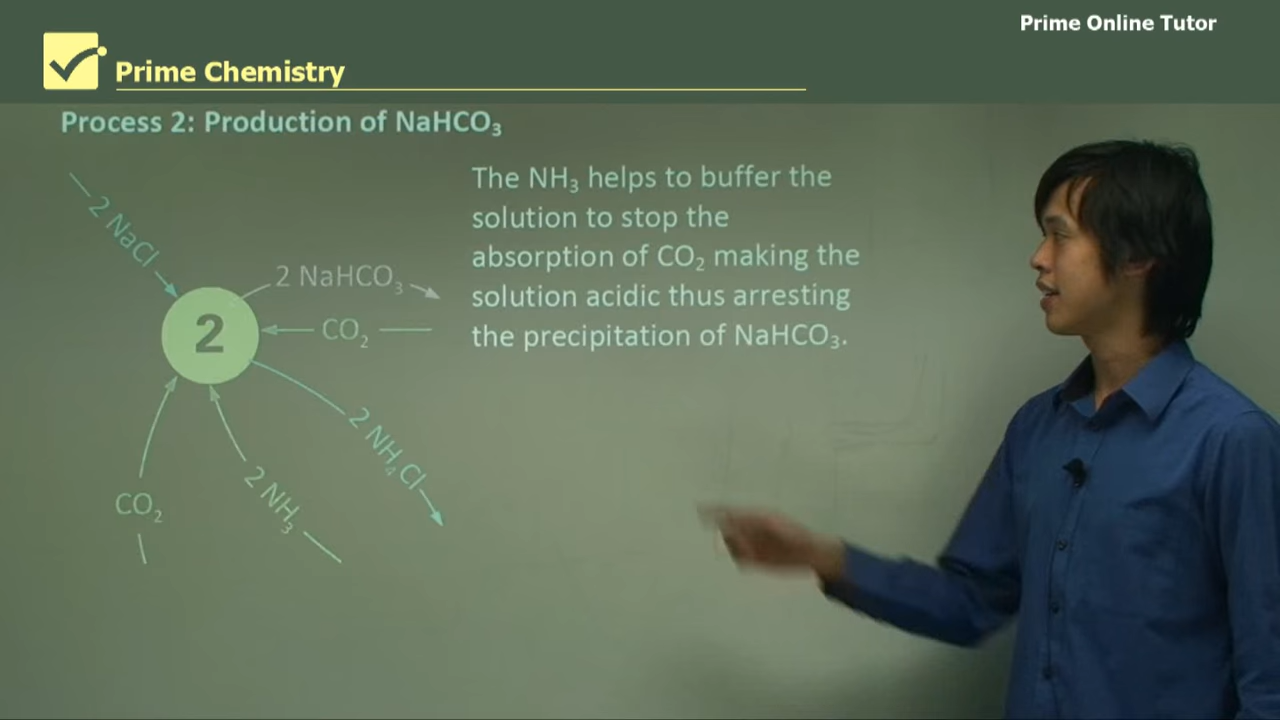 Prime Online Tutor
Prime Chemistry
Process 2: Production of NaHCO₃
The NH₃ helps to buffer the
solution to stop the
absorption of CO₂ making the
solution acidic thus arresting
the precipitation of NaHCO₃.
2 NaCl
2 NaHCO₃
2
CO₂
2 NH₄Cl
CO₂
2 NH₃